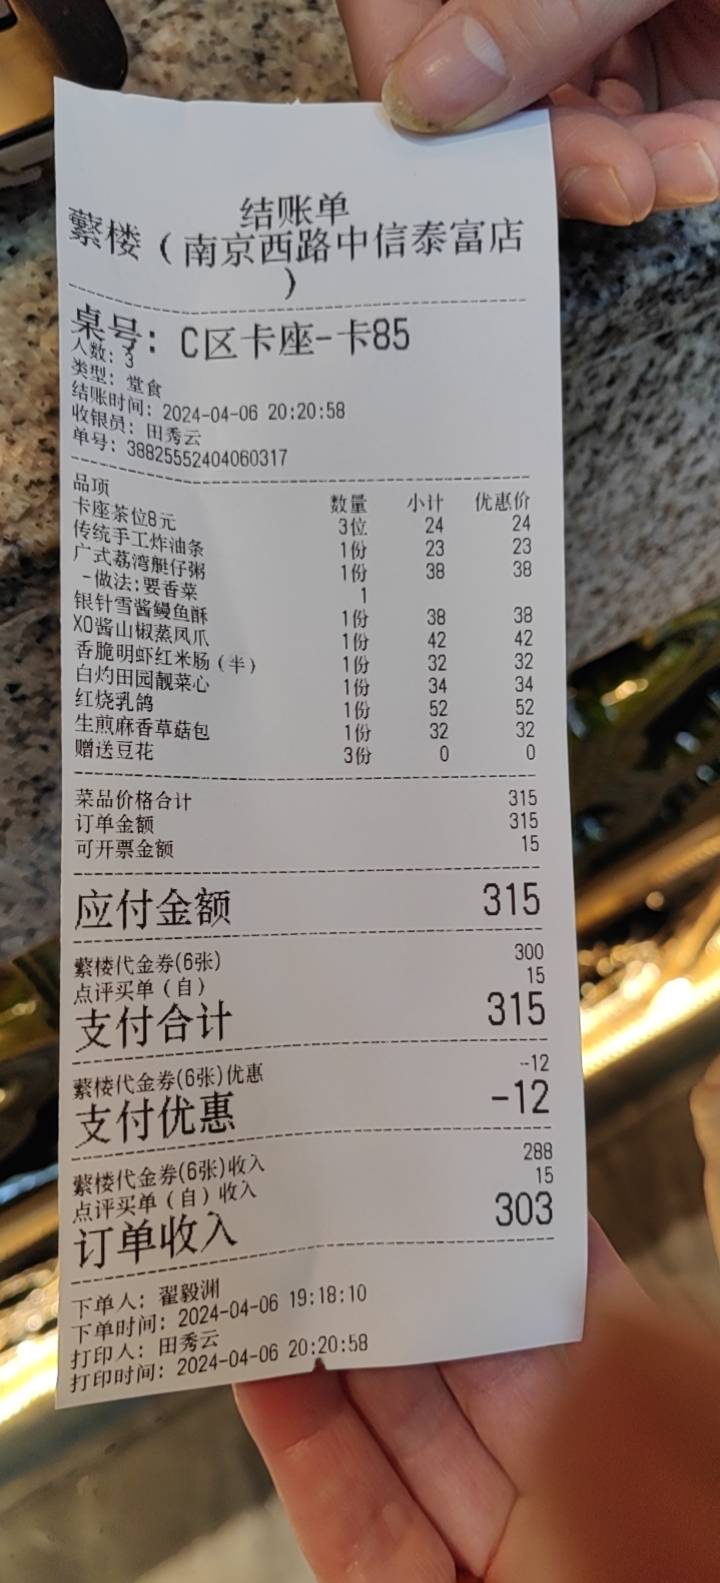 结账单
蘩楼（南京西路中信泰富店
）
桌号: C区卡座-卡85
人数: 3
类型: 堂食
结账时间: 2024-04-06 20:20:58
收银员: 田秀云
单号: 38825552404060317
品项 数量 小计 优惠价
卡座茶位8元 3位 24 24
传统手工炸油条 1份 23 23
广式荔湾艇仔粥 1份 38 38
-做法:要香菜 1
银针雪酱鳗鱼酥 1份 38 38
XO酱山椒蒸凤爪 1份 42 42
香脆明虾红米肠（半） 1份 32 32
白灼田园靓菜心 1份 34 34
红烧乳鸽 1份 52 52
生煎麻香草菇包 1份 32 32
赠送豆花 3份 0 0
菜品价格合计 315
订单金额 315
可开票金额 15
应付金额 315
蘩楼代金券(6张) 300
点评买单（自） 15
支付合计 315
蘩楼代金券(6张)优惠 -12
支付优惠 -12
蘩楼代金券(6张)收入 288
点评买单（自）收入 15
订单收入 303
下单人: 翟毅渊
下单时间: 2024-04-06 19:18:10
打印人: 田秀云
打印时间: 2024-04-06 20:20:58